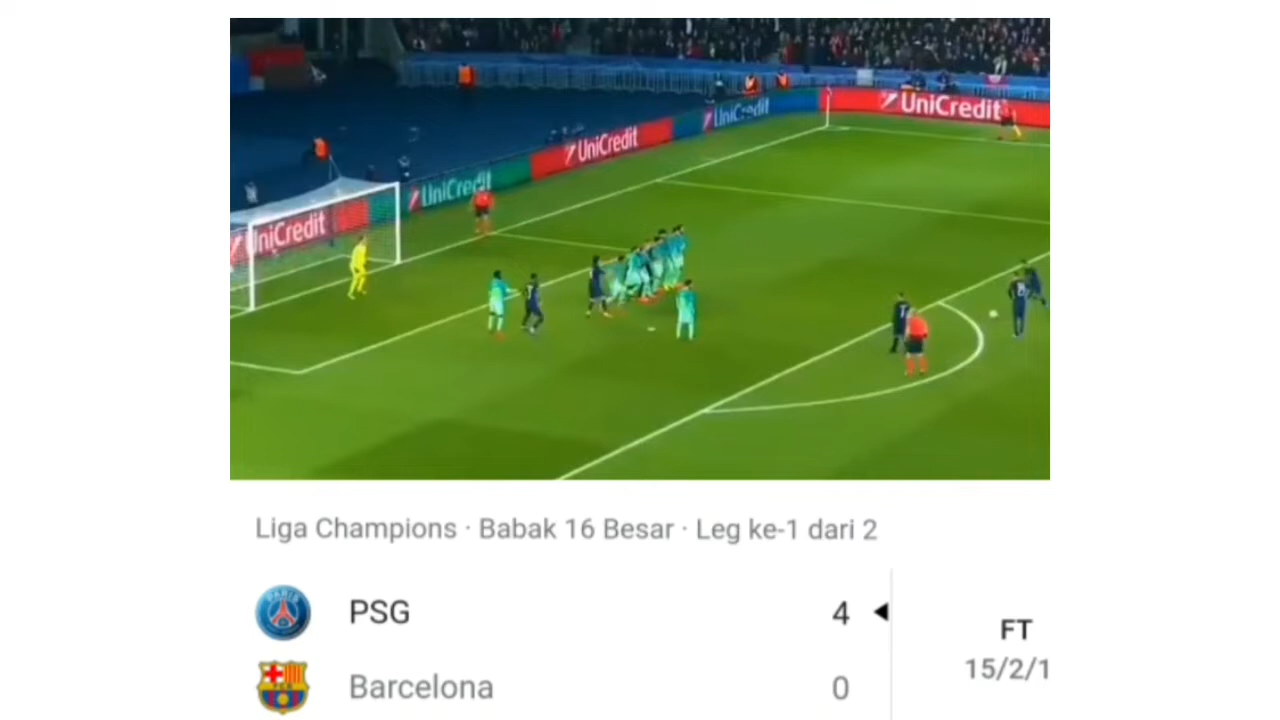 UniCredit
UniCredit
UniCredit
UniCredit
UniCredit
Liga Champions · Babak 16 Besar · Leg ke-1 dari 2
PSG 4
FT
15/2/1
Barcelona 0